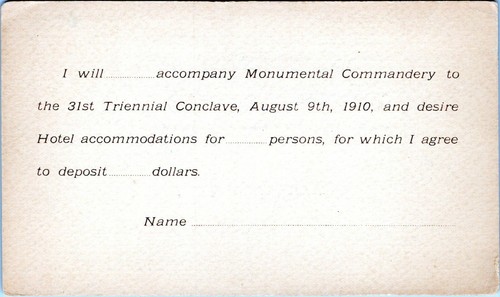 I will.............accompany Monumental Commandery to
the 31st Triennial Conclave, August 9th, 1910, and desire
Hotel accommodations for..........persons, for which I agree
to deposit..........dollars.
Name............................................................